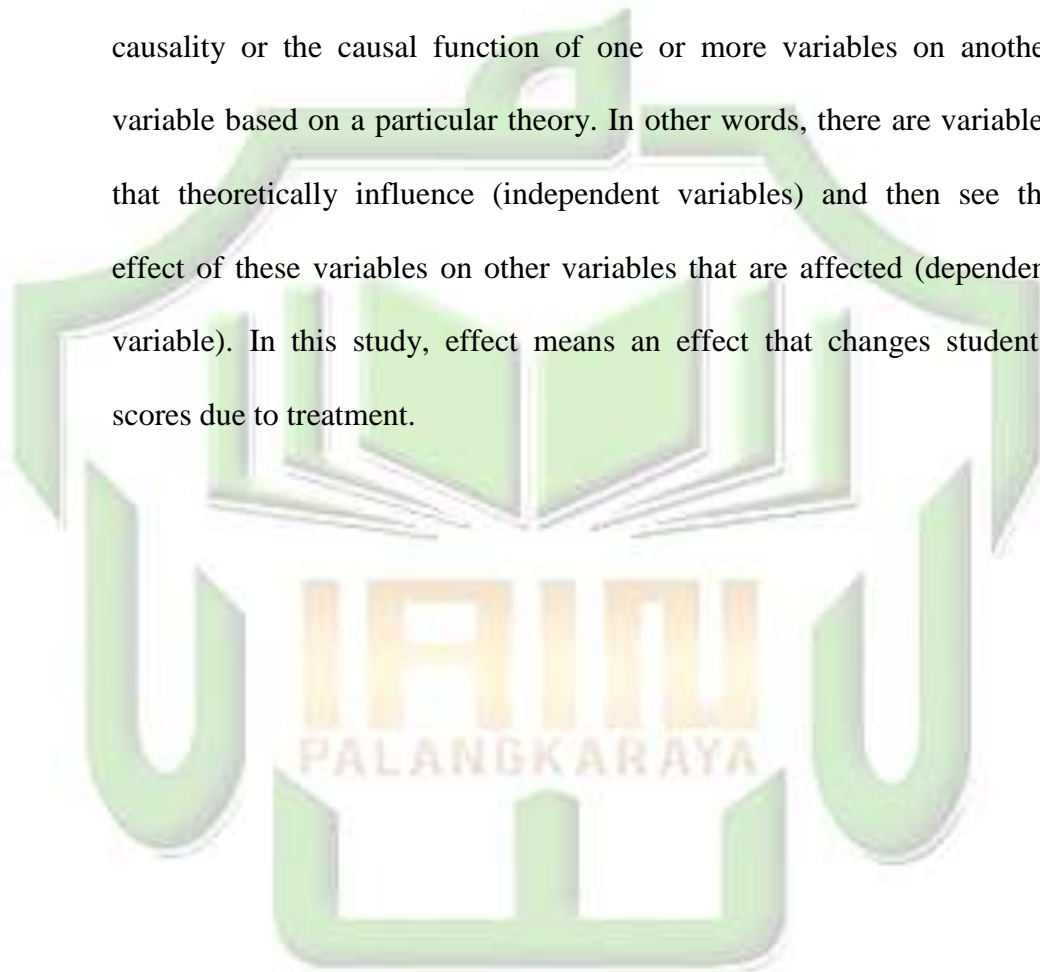 causality or the causal function of one or more variables on anothe
variable based on a particular theory. In other words, there are variable
that theoretically influence (independent variables) and then see th
effect of these variables on other variables that are affected (dependen
variable). In this study, effect means an effect that changes student
scores due to treatment.
IAIN
PALANGKARAYA